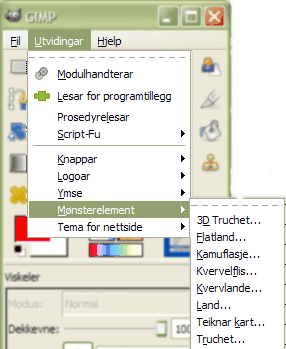 GIMP
Fil Utvidingar Hjelp
Modulhandterar
Lesar for programtillegg
Prosedyrelesar
Script-Fu
Knappar
Logoar
Ymse
Mønsterelement
Tema for nettside
3D Truchet...
Flatland...
Kamuflasje...
Kvervelflis...
Kvervlande...
Land...
Teiknar kart...
Truchet...
Viskeler
Modus: Normal
Dekkevne: 100